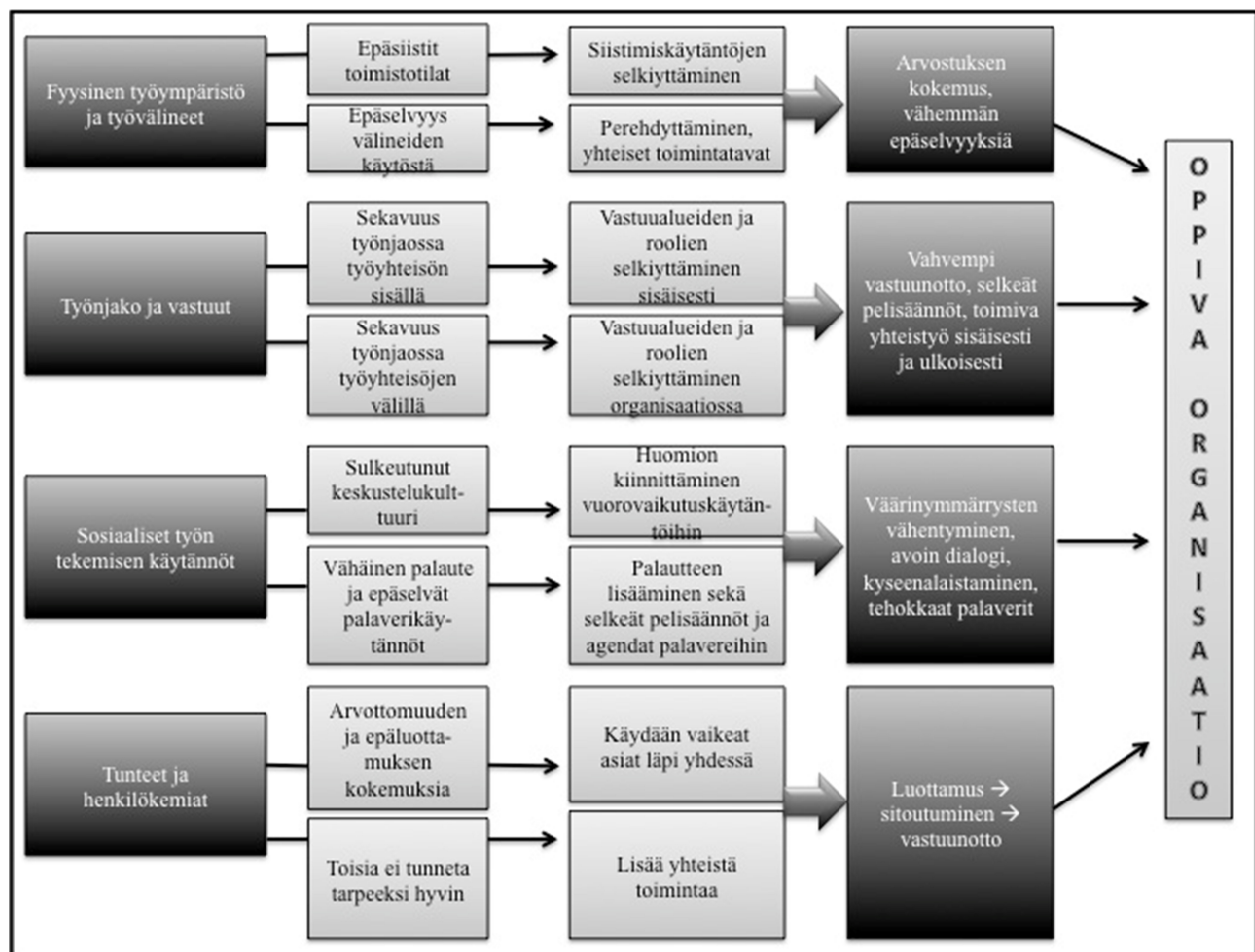 Fyysinen työympäristö
ja työvälineet
Epäsiistit
toimistotilat
Siistimiskäytäntöjen
selkiyttäminen
Epäselvyys
välineiden
käytöstä
Perehdyttäminen,
yhteiset toimintatavat
Arvostuksen
kokemus,
vähemmän
epäselvyyksiä
Työnjako ja vastuut
Sekavuus
työnjaossa
työyhteisön
sisällä
Vastuualueiden ja
roolien
selkiyttäminen
sisäisesti
Sekavuus
työnjaossa
työyhteisöjen
välillä
Vastuualueiden ja
roolien
selkiyttäminen
organisaatiossa
Vahvempi
vastuunotto, selkeät
pelisäännöt, toimiva
yhteistyö sisäisesti
ja ulkoisesti
Sosiaaliset työn
tekemisen käytännöt
Sulkeutunut
keskustelukult-
tuuri
Huomion
kiinnittäminen
vuorovaikutuskäytän-
töihin
Vähäinen palaute
ja epäselvät
palaverikäy-
tännöt
Palautteen
lisääminen sekä
selkeät pelisäännöt ja
agendat palavereihin
Väärinymmärrysten
vähentyminen,
avoin dialogi,
kyseenalaistaminen,
tehokkaat palaverit
Tunteet ja
henkilökemiat
Arvottomuuden
ja epäluotta-
muksen
kokemuksia
Käydään vaikeat
asiat läpi yhdessä
Toisia ei tunneta
tarpeeksi hyvin
Lisää yhteistä
toimintaa
Luottamus →
sitoutuminen →
vastuunotto
OPPIVA ORGANISAATIO